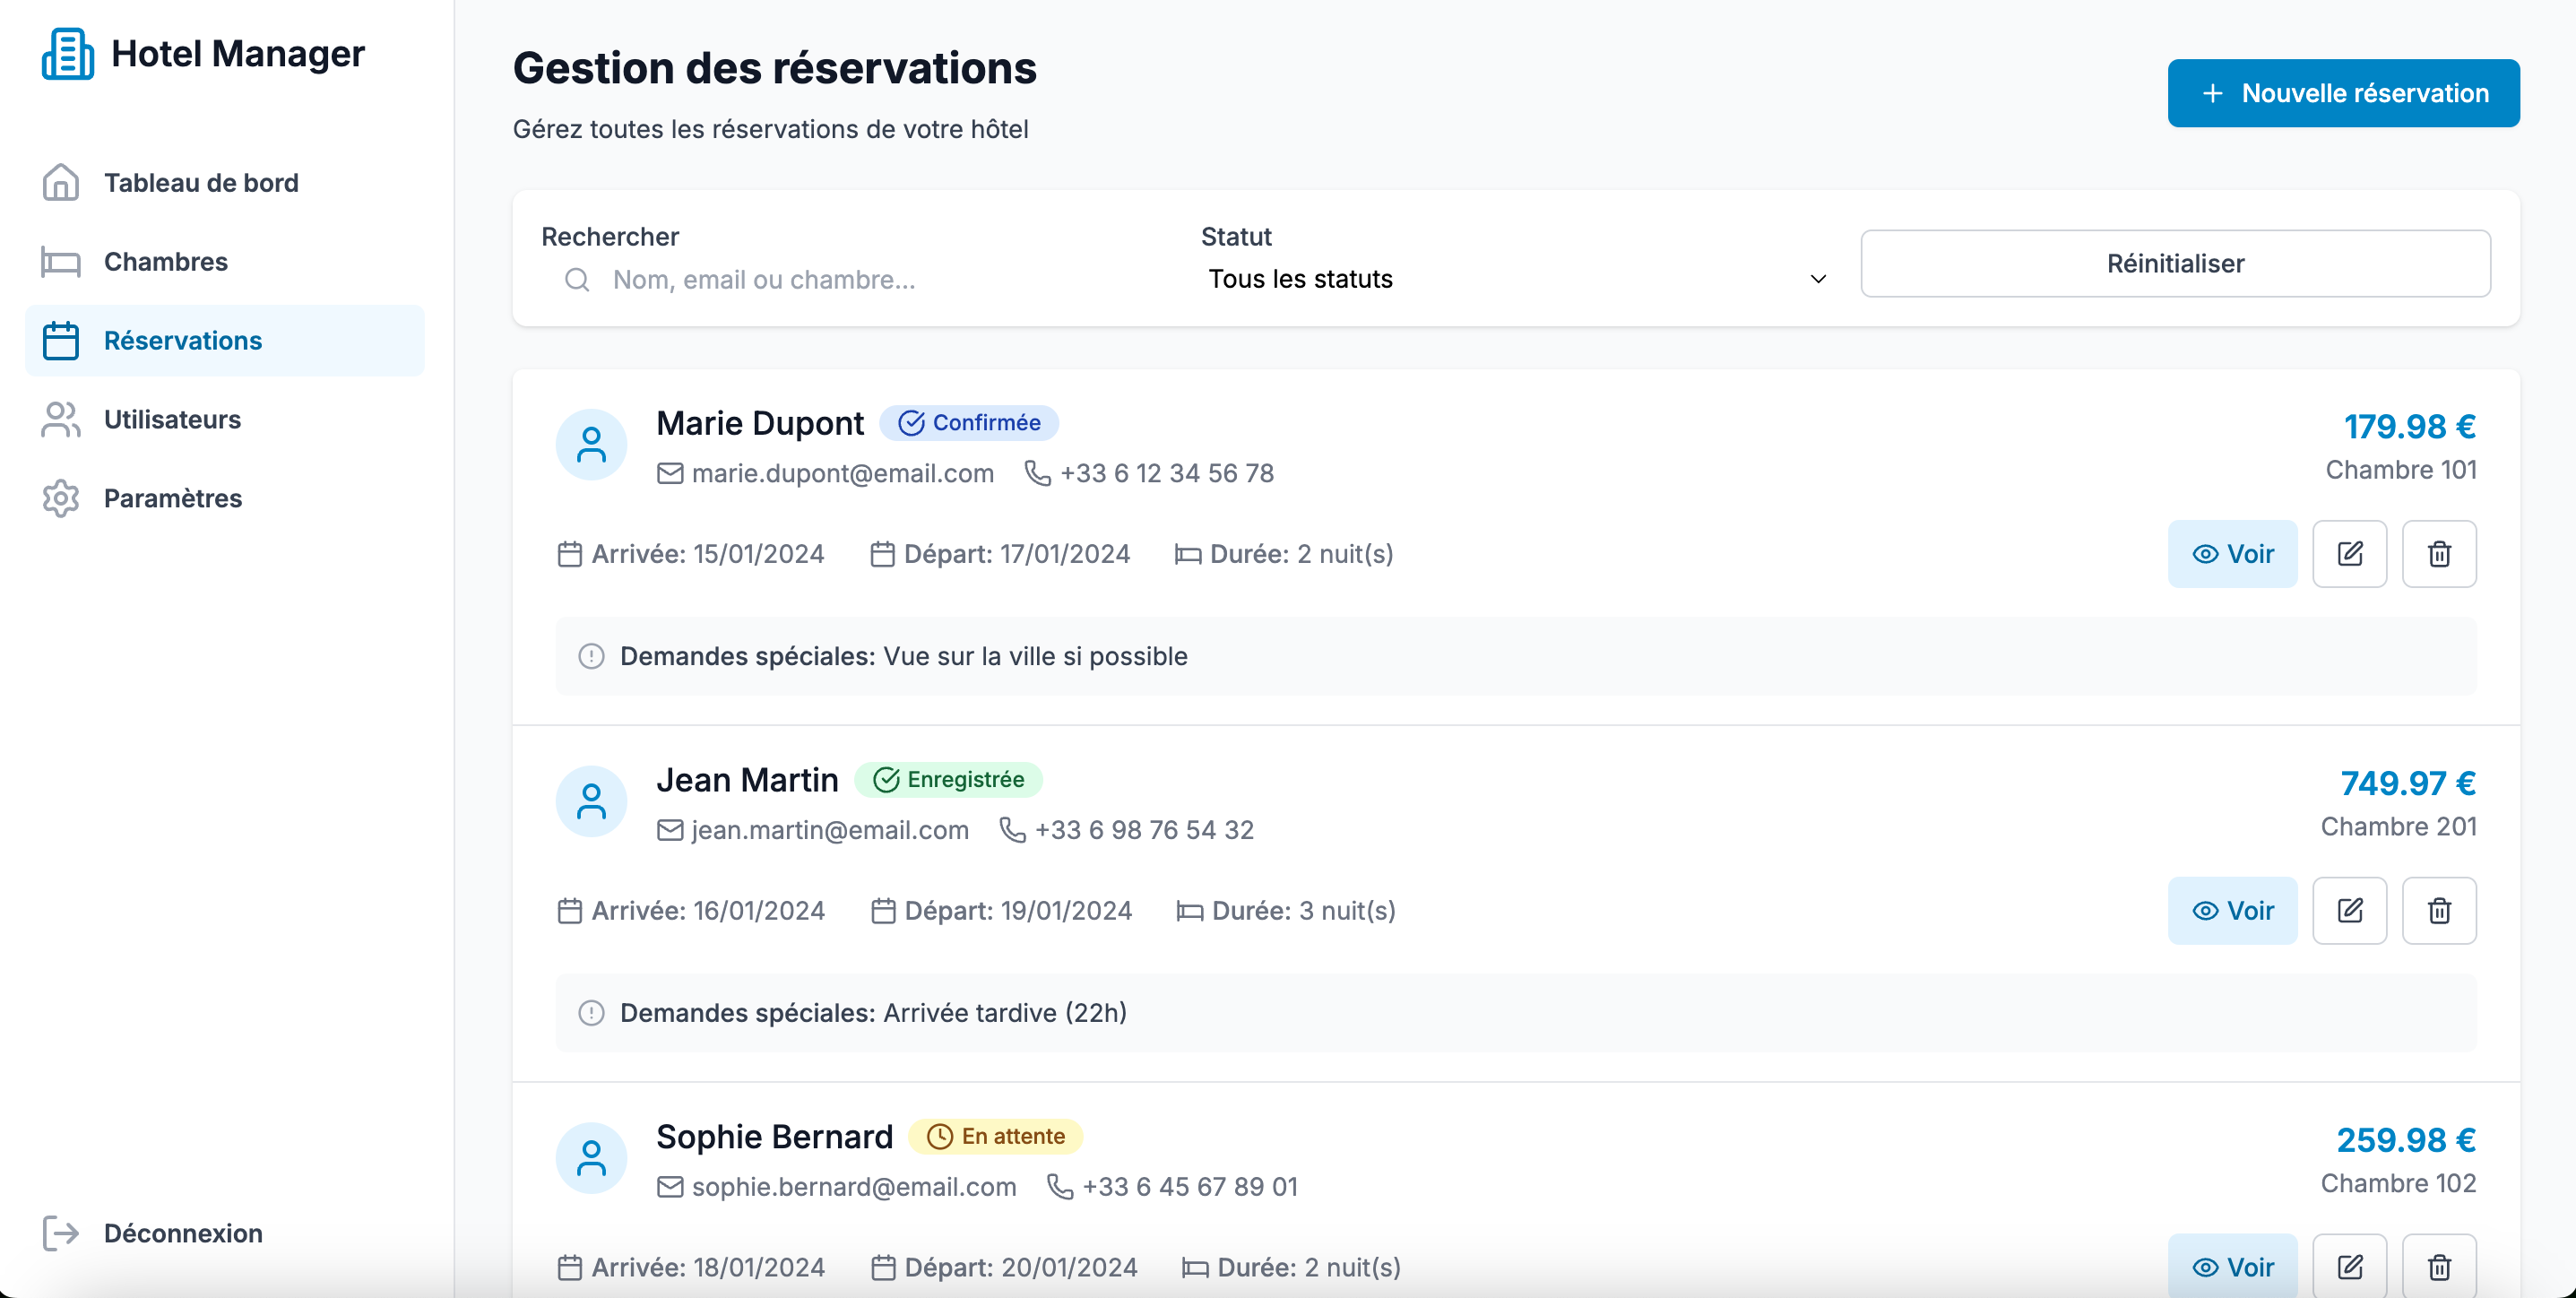 Hotel Manager
Tableau de bord
Chambres
Réservations
Utilisateurs
Paramètres
Déconnexion
Gestion des réservations
Gérez toutes les réservations de votre hôtel
+ Nouvelle réservation
Rechercher
Nom, email ou chambre...
Statut
Tous les statuts
Réinitialiser
Marie Dupont Confirmée
marie.dupont@email.com +33 6 12 34 56 78
179.98 €
Chambre 101
Arrivée: 15/01/2024 Départ: 17/01/2024 Durée: 2 nuit(s)
Voir
Demandes spéciales: Vue sur la ville si possible
Jean Martin Enregistrée
jean.martin@email.com +33 6 98 76 54 32
749.97 €
Chambre 201
Arrivée: 16/01/2024 Départ: 19/01/2024 Durée: 3 nuit(s)
Voir
Demandes spéciales: Arrivée tardive (22h)
Sophie Bernard En attente
sophie.bernard@email.com +33 6 45 67 89 01
259.98 €
Chambre 102
Arrivée: 18/01/2024 Départ: 20/01/2024 Durée: 2 nuit(s)
Voir